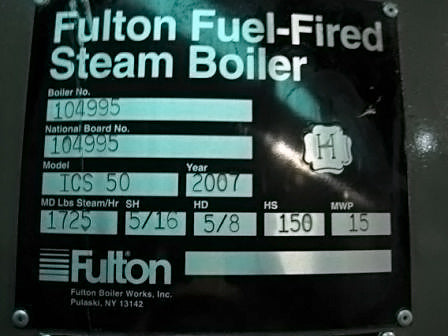 Fulton Fuel-Fired
Steam Boiler
Boiler No.
104995
National Board No.
104995
H
Model Year
ICS 50 2007
MD Lbs Steam/Hr SH HD HS MWP
1725 5/16 5/8 150 15
Fulton
Fulton Boiler Works, Inc.
Pulaski, NY 13142